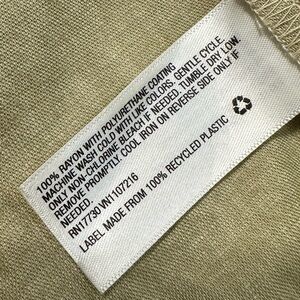 100% RAYON WITH POLYURETHANE COATING
MACHINE WASH COLD WITH LIKE COLORS. GENTLE CYCLE.
ONLY NON-CHLORINE BLEACH IF NEEDED. TUMBLE DRY LOW.
REMOVE PROMPTLY. COOL IRON ON REVERSE SIDE ONLY IF
NEEDED.
RN17730 VN1107216
LABEL MADE FROM 100% RECYCLED PLASTIC